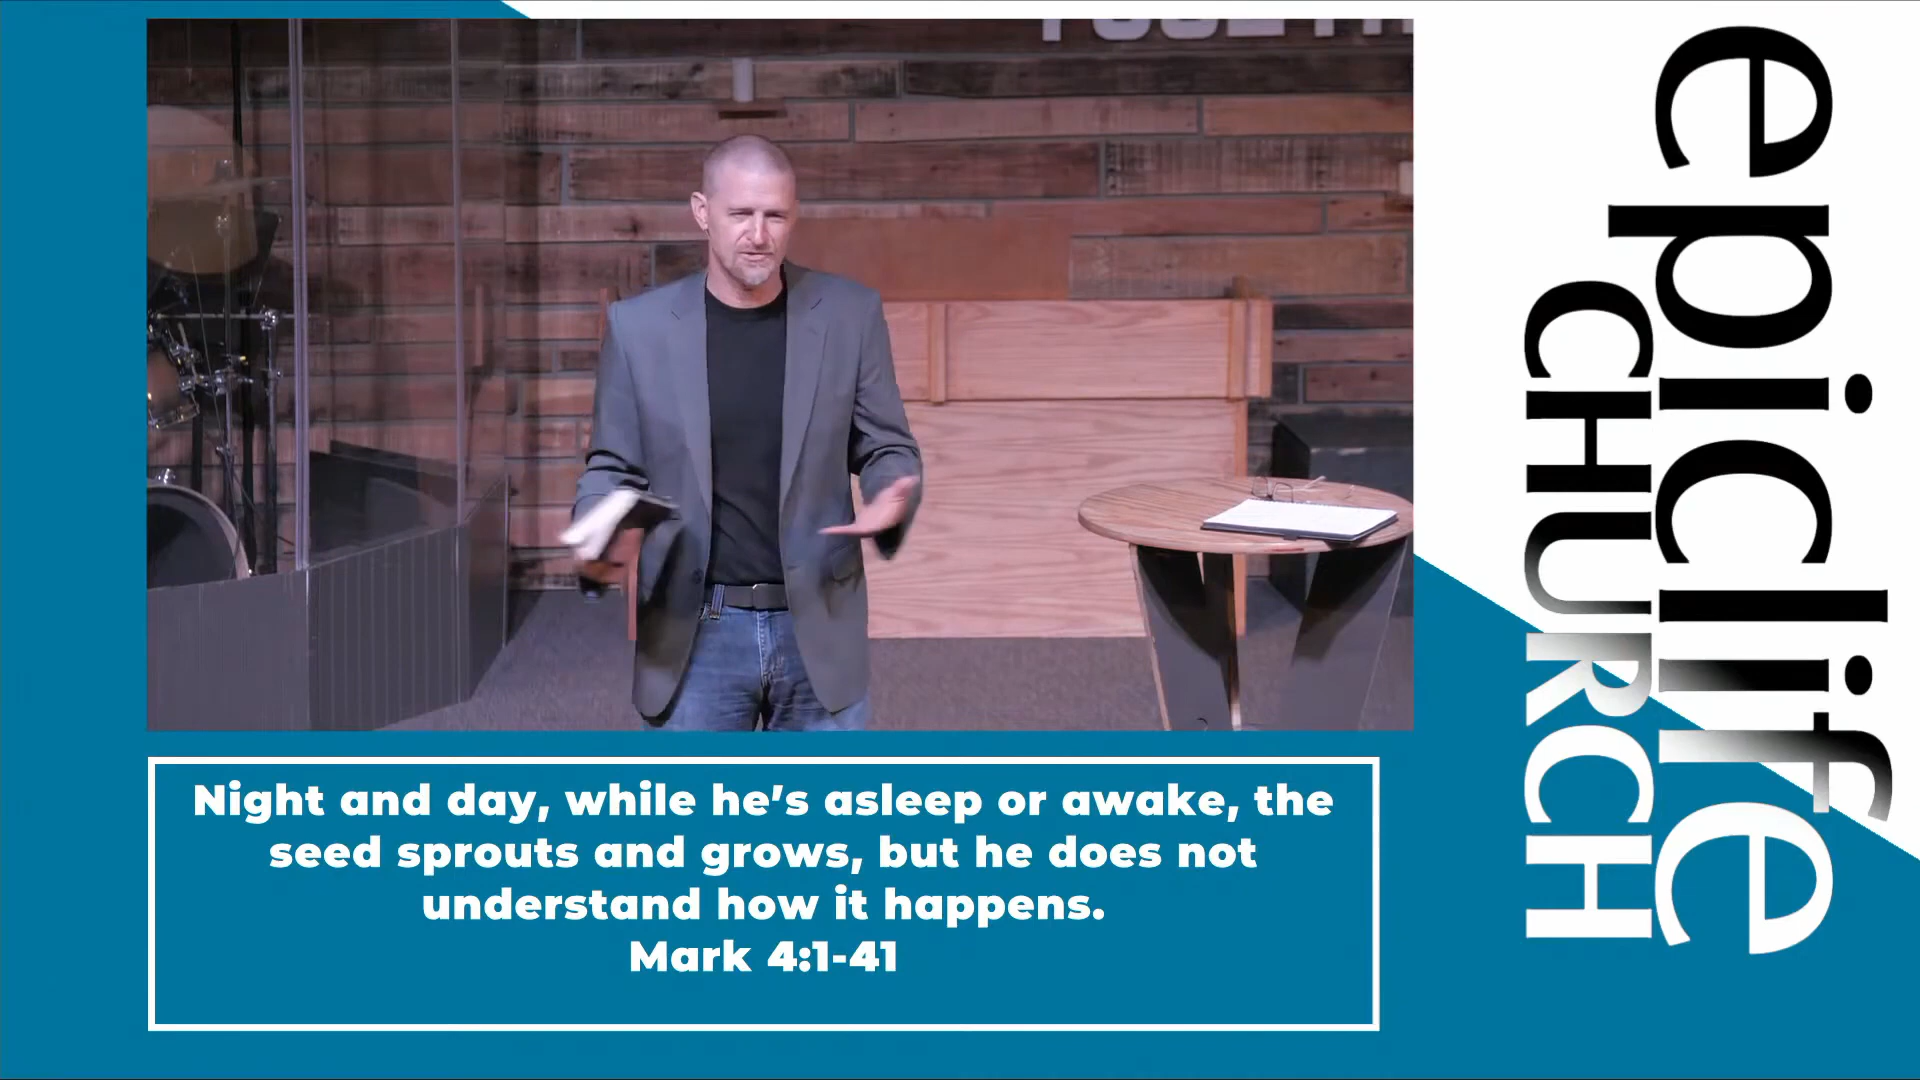 Night and day, while he's asleep or awake, the
seed sprouts and grows, but he does not
understand how it happens.
Mark 4:1-41
epiclife
CHURCH